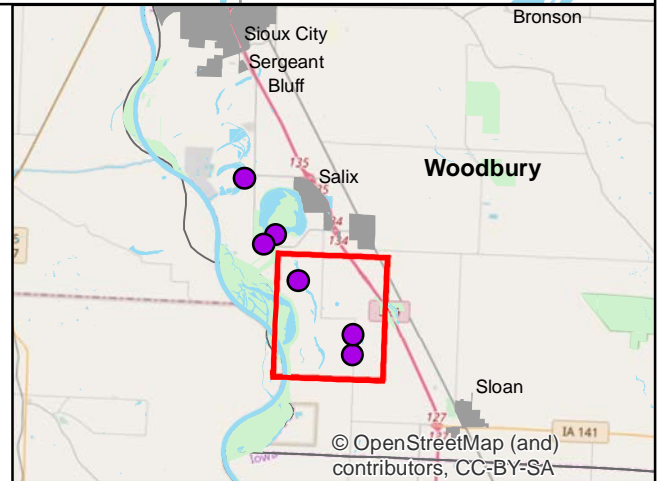 Bronson
Sioux City
Sergeant
Bluff
135
Salix
Woodbury
134
Sloan
127
IA 141
© OpenStreetMap (and)
contributors, CC-BY-SA
Iowa